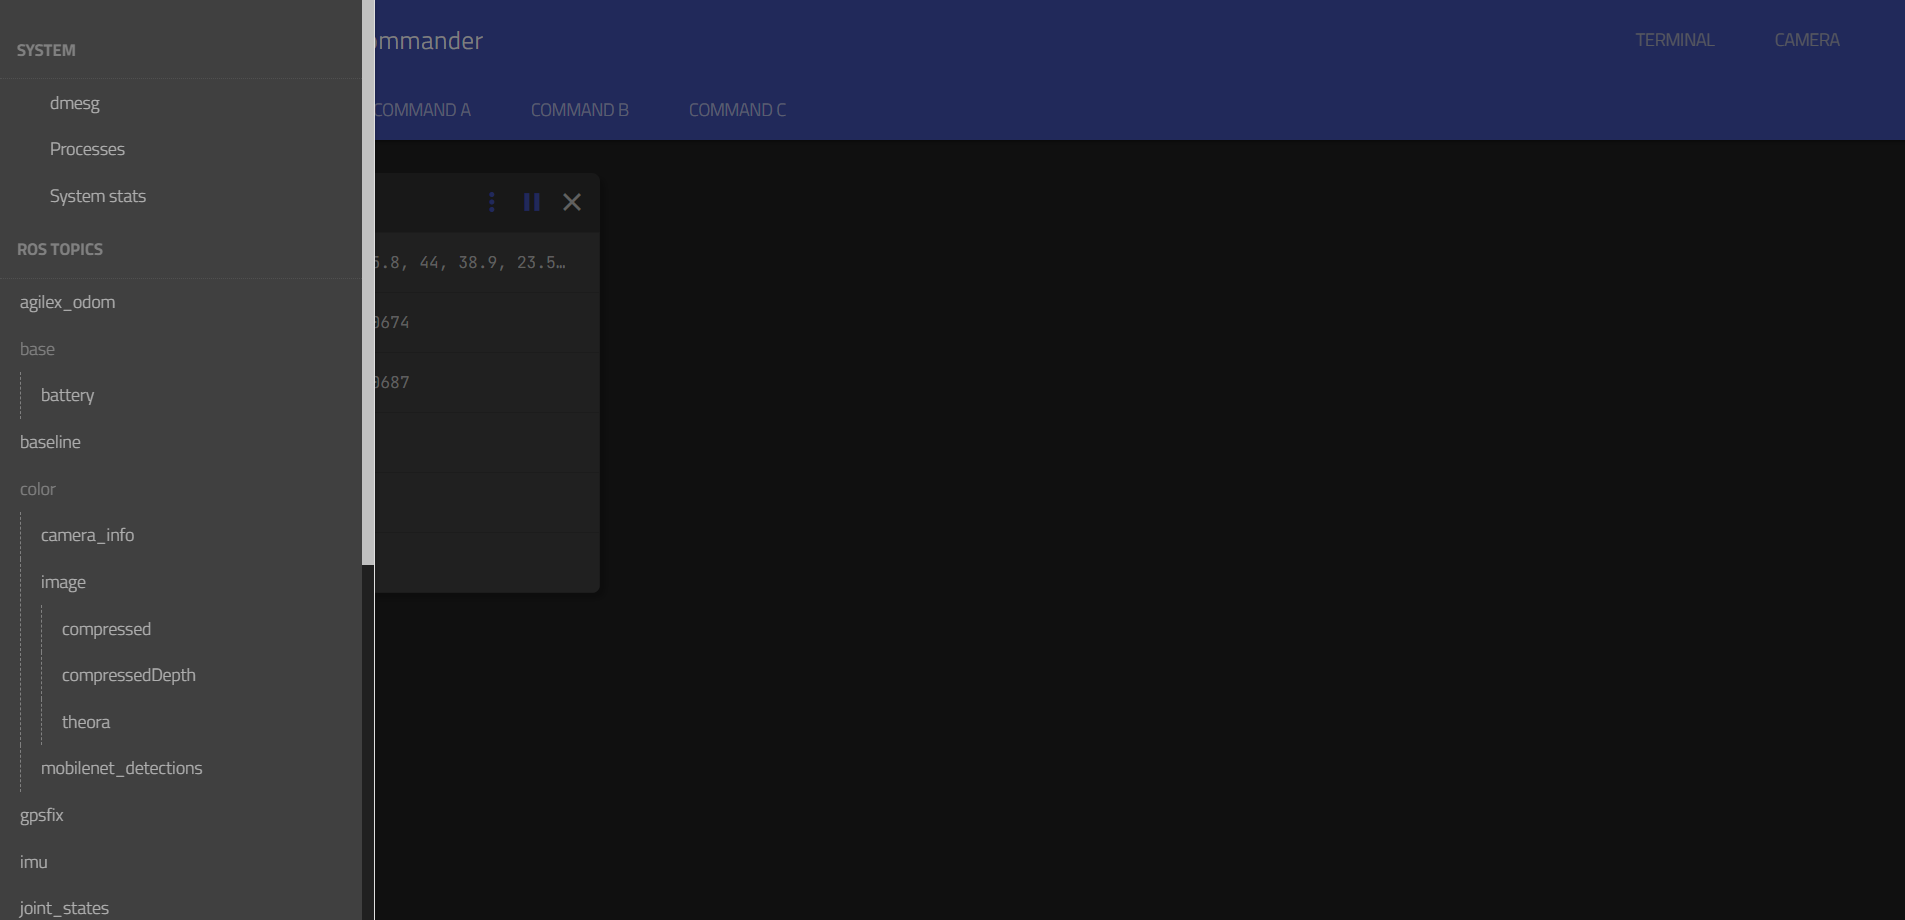 SYSTEM
dmesg
Processes
System stats
ROS TOPICS
agilex_odom
base
battery
baseline
color
camera_info
image
compressed
compressedDepth
theora
mobilenet_detections
gpsfix
imu
joint_states
ommander
TERMINAL
CAMERA
COMMAND A
COMMAND B
COMMAND C
5.8, 44, 38.9, 23.5…
0674
0687